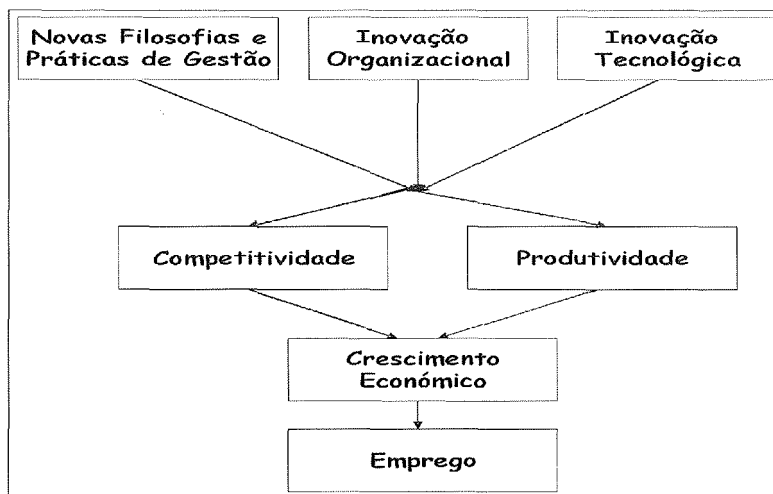 Novas Filosofias e
Práticas de Gestão
Inovação
Organizacional
Inovação
Tecnológica
Competitividade
Produtividade
Crescimento
Económico
Emprego